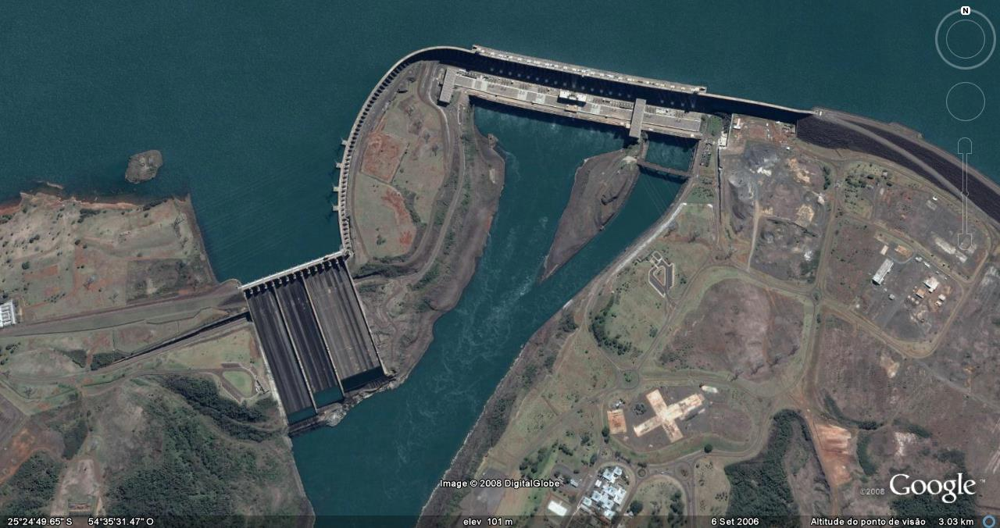 N
Image © 2008 DigitalGlobe
©2008 Google™
25°24'49.65" S 54°35'31.47" O elev 101 m 6 Set 2006 Altitude do ponto de visão 3.03 km